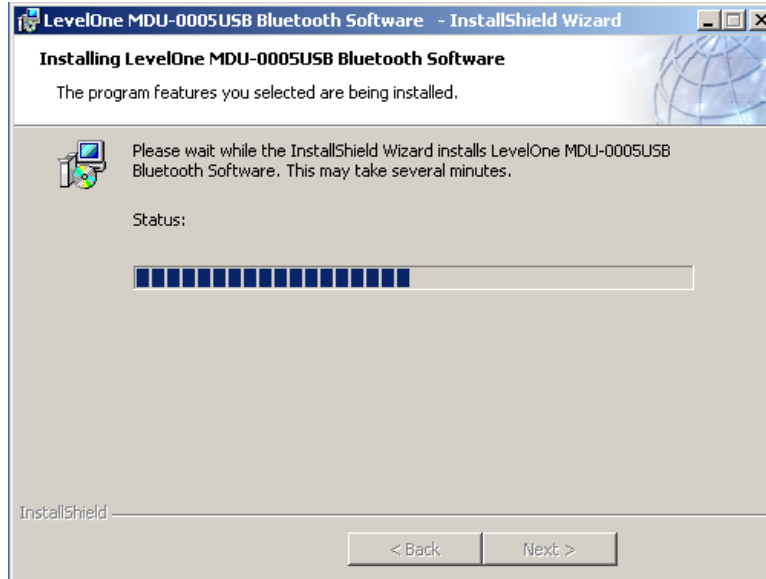 LevelOne MDU-0005USB Bluetooth Software - InstallShield Wizard
Installing LevelOne MDU-0005USB Bluetooth Software
The program features you selected are being installed.
Please wait while the InstallShield Wizard installs LevelOne MDU-0005USB
Bluetooth Software. This may take several minutes.
Status:
InstallShield
< Back
Next >